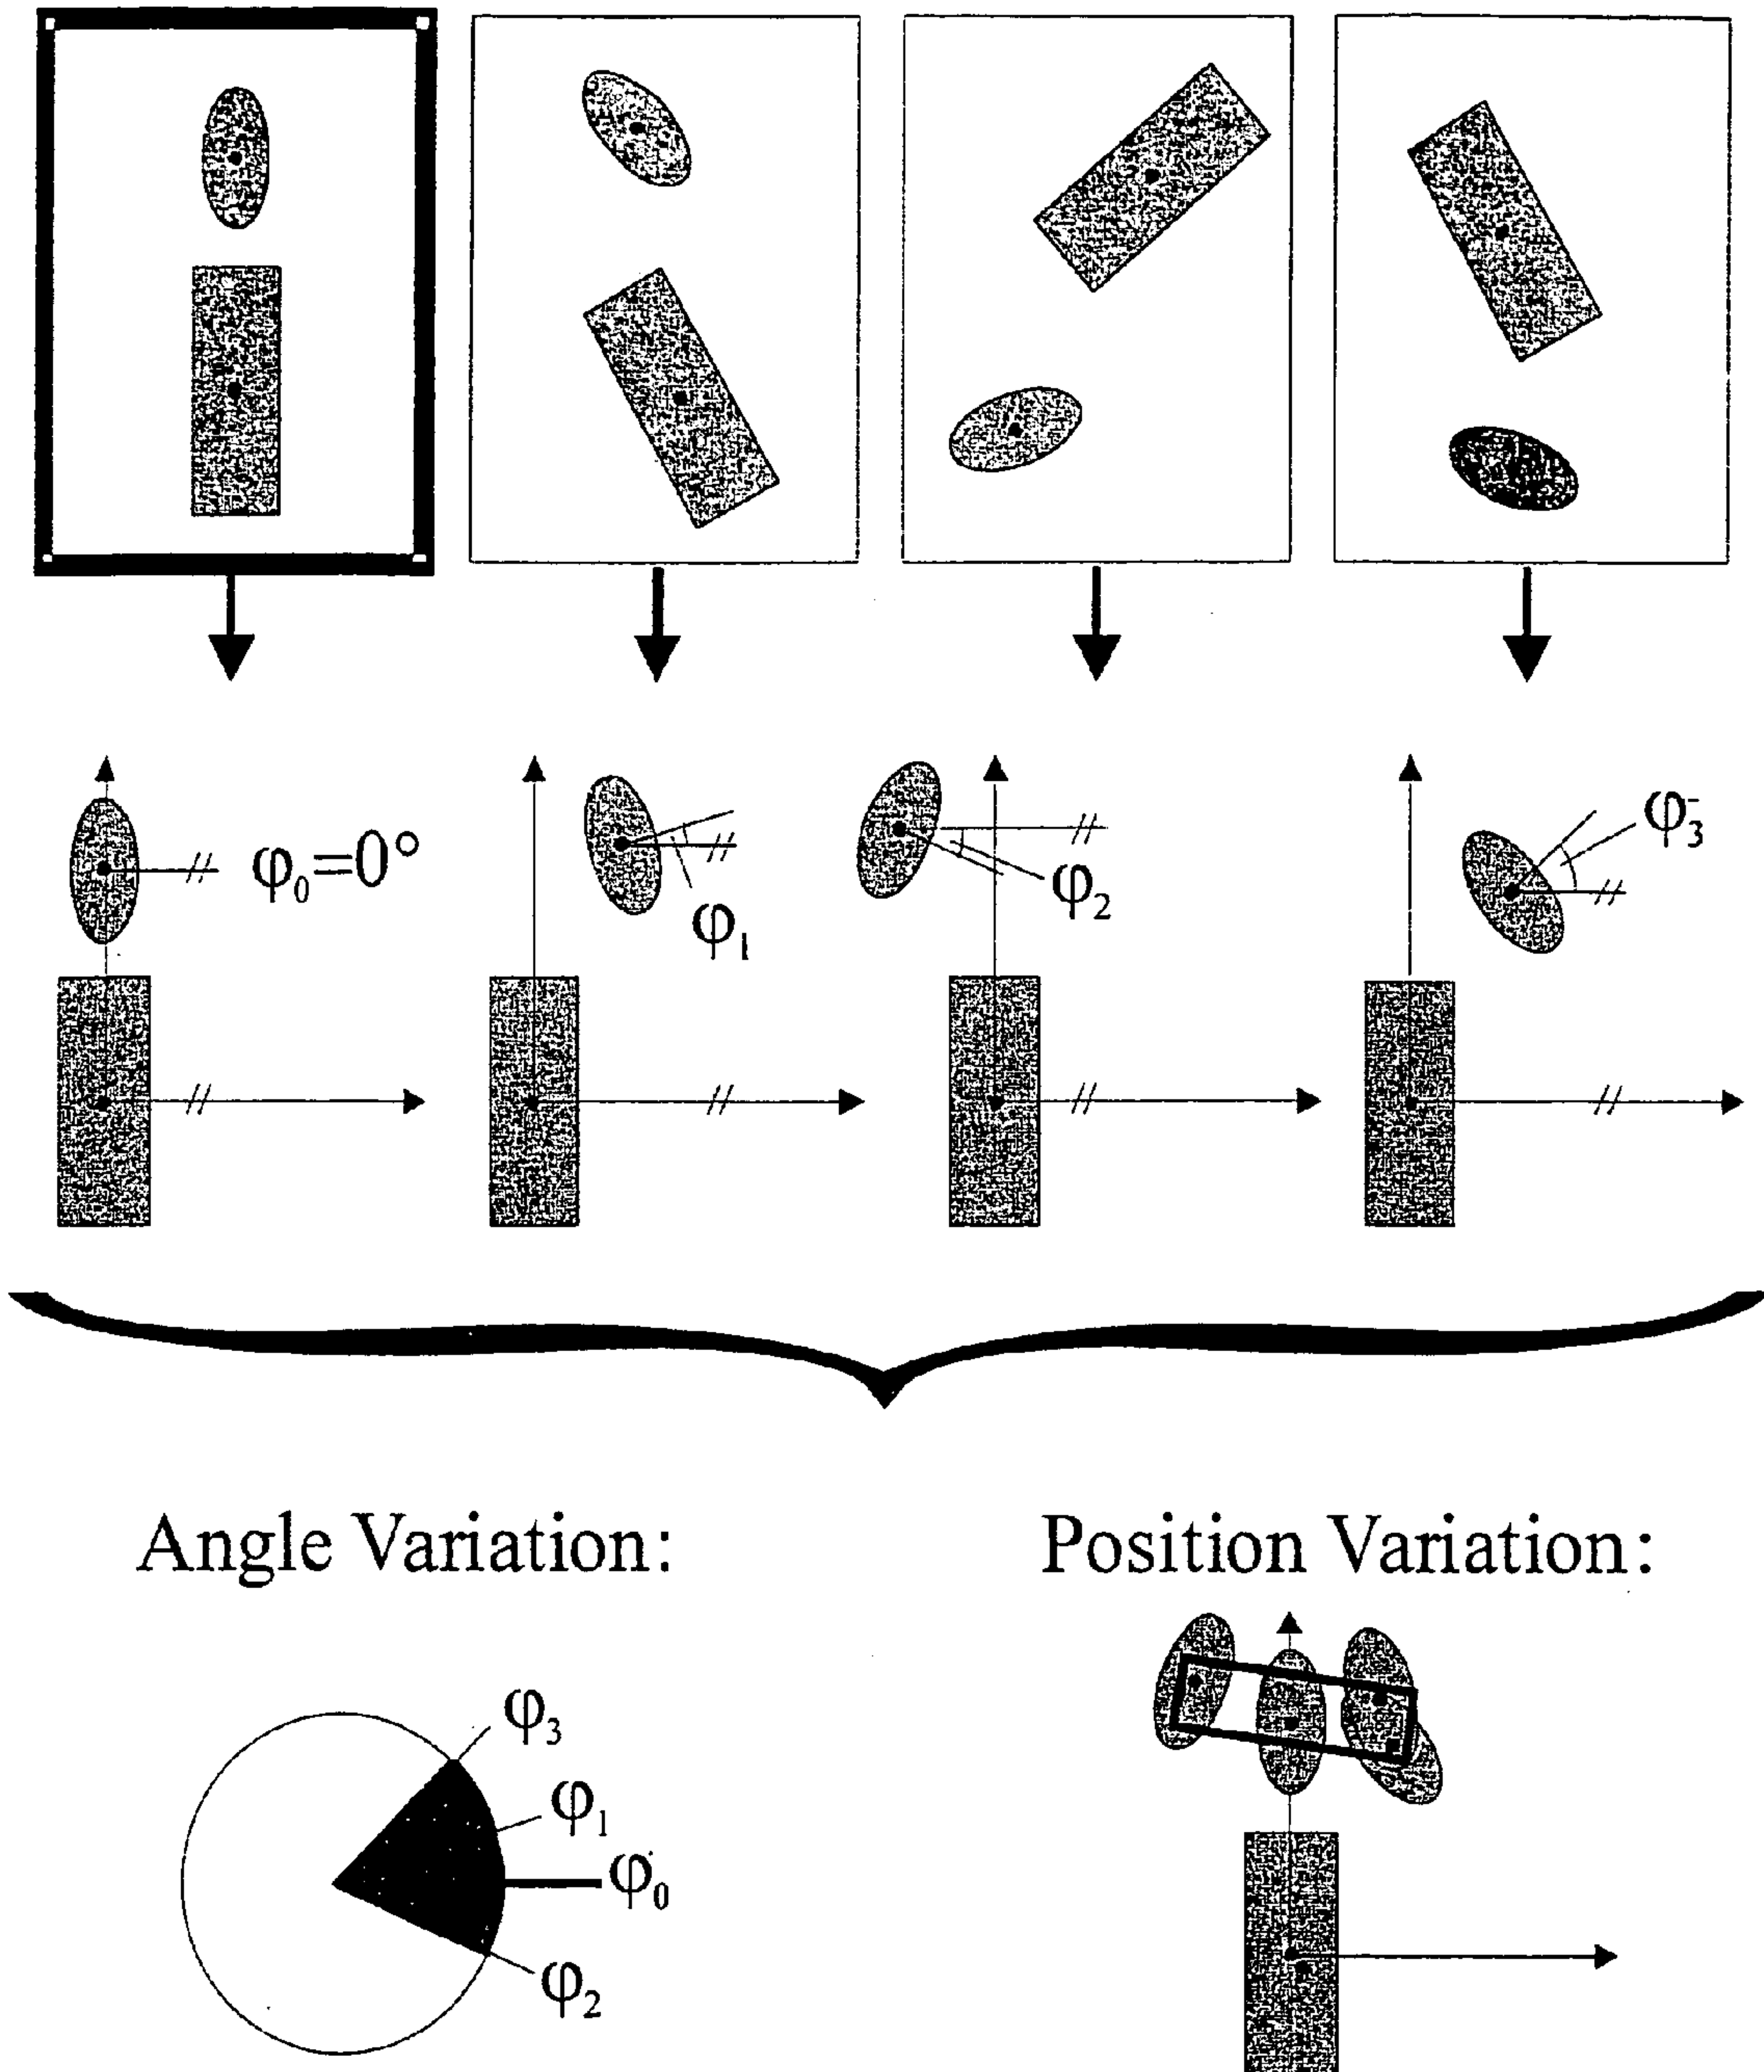 φ₀=0°
φ₁
φ₂
φ₃
Angle Variation:
Position Variation:
φ₃
φ₁
φ₀
φ₂